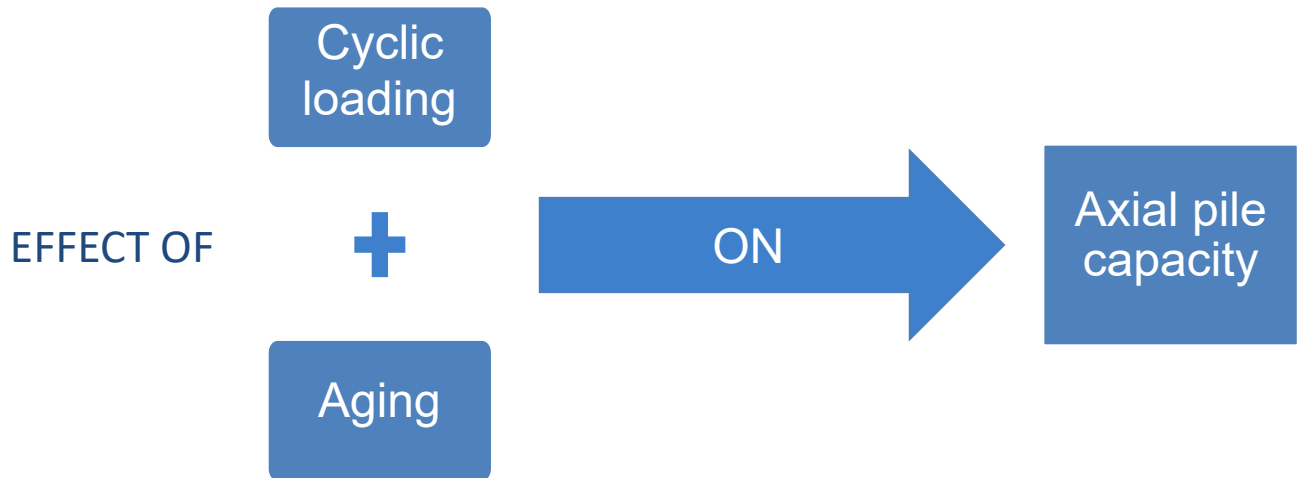 EFFECT OF
Cyclic
loading
+
Aging
ON
Axial pile
capacity